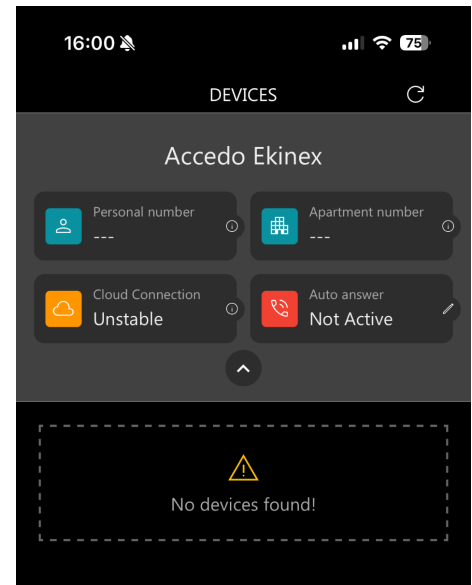 16:00
75
DEVICES
Accedo Ekinex
Personal number
---
Apartment number
---
Cloud Connection
Unstable
Auto answer
Not Active
No devices found!